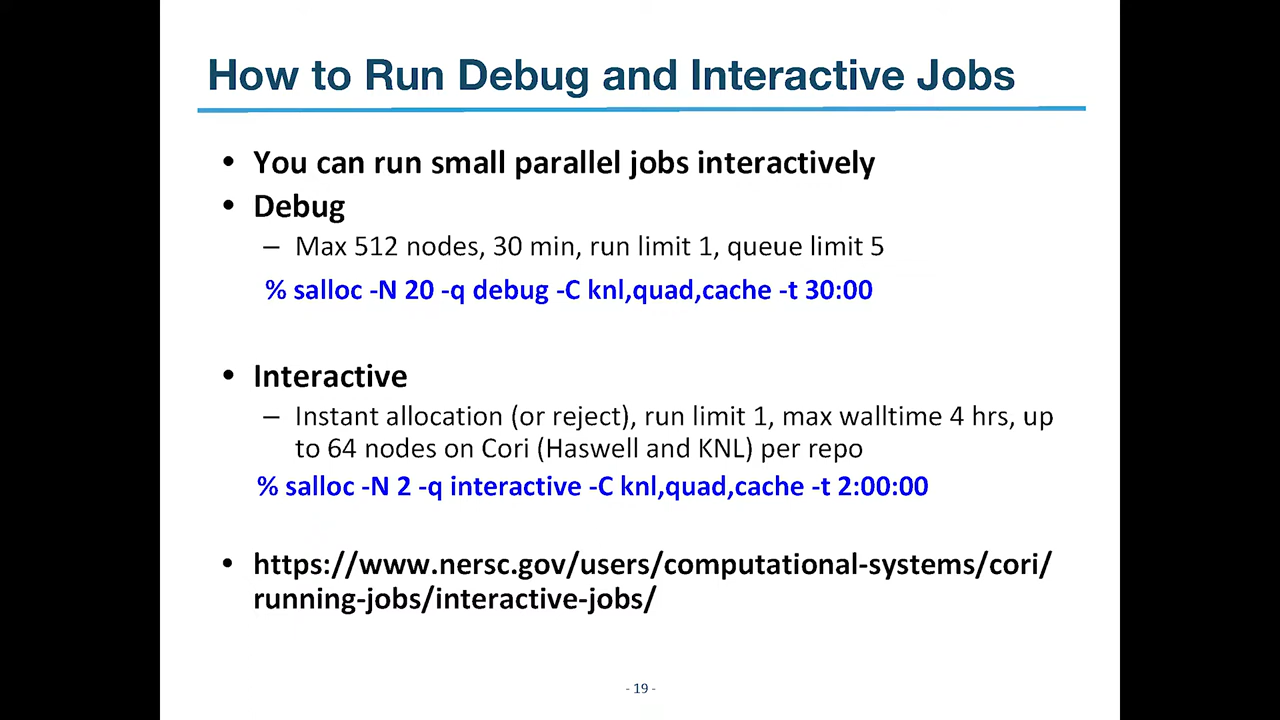 How to Run Debug and Interactive Jobs
• You can run small parallel jobs interactively
• Debug
– Max 512 nodes, 30 min, run limit 1, queue limit 5
% salloc -N 20 -q debug -C knl,quad,cache -t 30:00
• Interactive
– Instant allocation (or reject), run limit 1, max walltime 4 hrs, up
to 64 nodes on Cori (Haswell and KNL) per repo
% salloc -N 2 -q interactive -C knl,quad,cache -t 2:00:00
• https://www.nersc.gov/users/computational-systems/cori/
running-jobs/interactive-jobs/
- 19 -